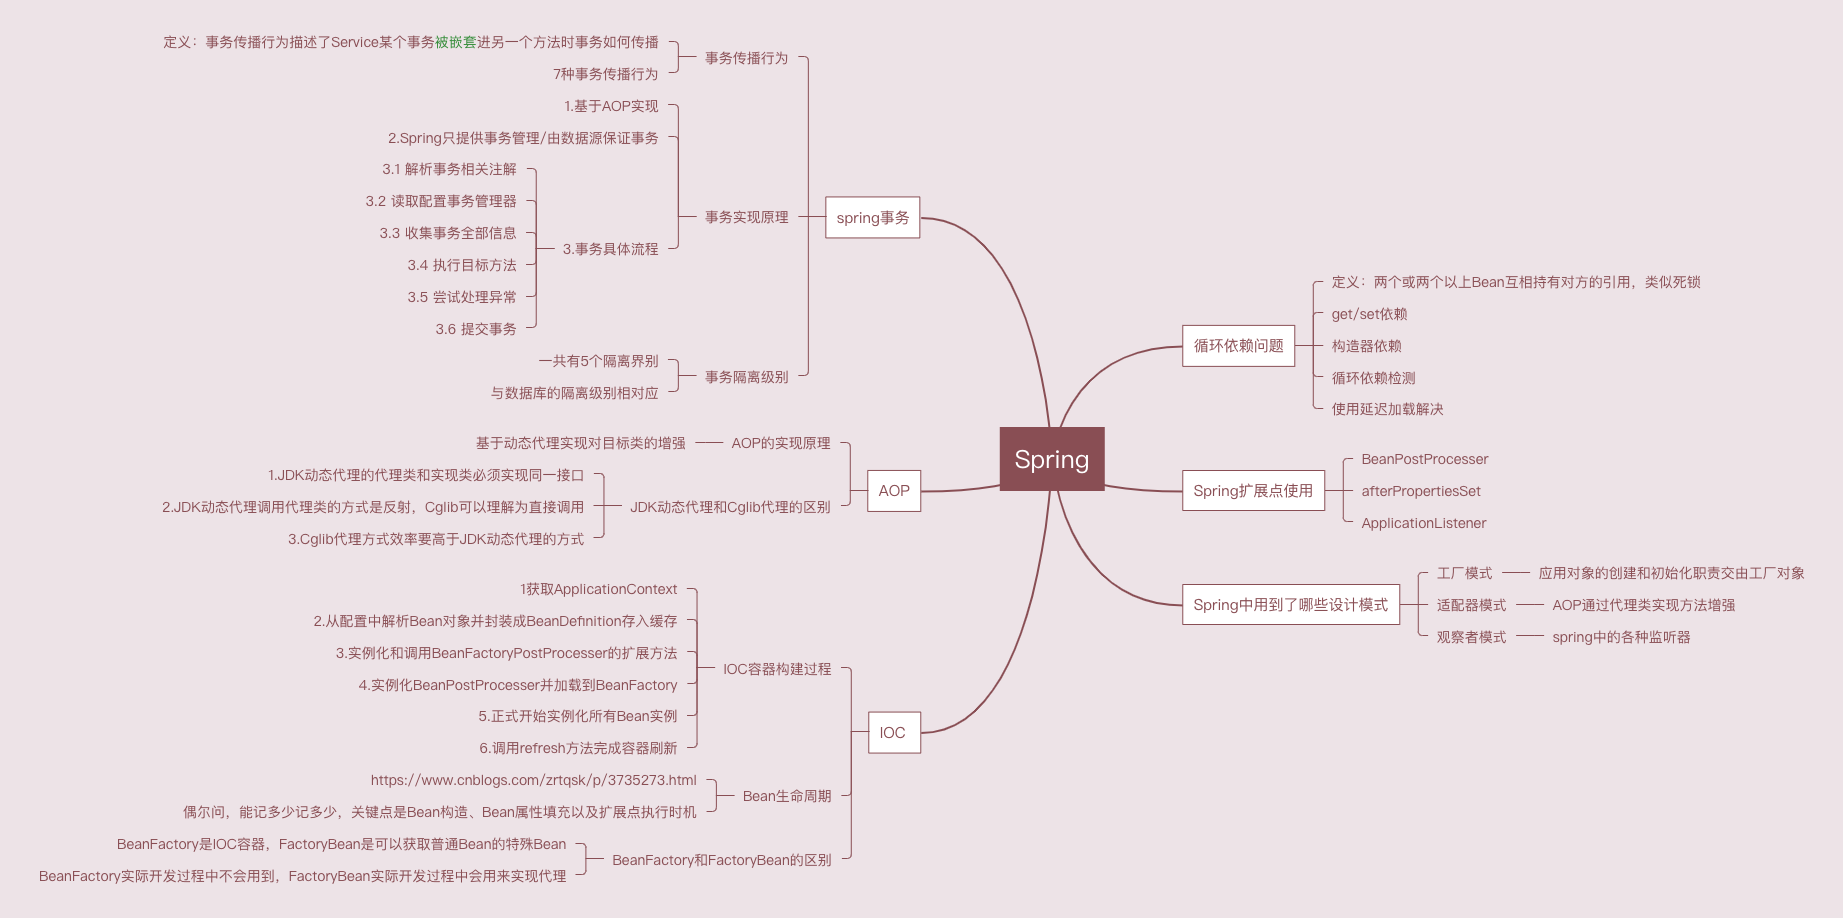 Spring
spring事务
事务传播行为
定义：事务传播行为描述了Service某个事务被嵌套进另一个方法时事务如何传播
7种事务传播行为
事务实现原理
1.基于AOP实现
2.Spring只提供事务管理/由数据源保证事务
3.事务具体流程
3.1 解析事务相关注解
3.2 读取配置事务管理器
3.3 收集事务全部信息
3.4 执行目标方法
3.5 尝试处理异常
3.6 提交事务
事务隔离级别
一共有5个隔离界别
与数据库的隔离级别相对应
AOP
AOP的实现原理
基于动态代理实现对目标类的增强
JDK动态代理和Cglib代理的区别
1.JDK动态代理的代理类和实现类必须实现同一接口
2.JDK动态代理调用代理类的方式是反射，Cglib可以理解为直接调用
3.Cglib代理方式效率要高于JDK动态代理的方式
IOC
IOC容器构建过程
1获取ApplicationContext
2.从配置中解析Bean对象并封装成BeanDefinition存入缓存
3.实例化和调用BeanFactoryPostProcesser的扩展方法
4.实例化BeanPostProcesser并加载到BeanFactory
5.正式开始实例化所有Bean实例
6.调用refresh方法完成容器刷新
Bean生命周期
https://www.cnblogs.com/zrtqsk/p/3735273.html
偶尔问，能记多少记多少，关键点是Bean构造、Bean属性填充以及扩展点执行时机
BeanFactory和FactoryBean的区别
BeanFactory是IOC容器，FactoryBean是可以获取普通Bean的特殊Bean
BeanFactory实际开发过程中不会用到，FactoryBean实际开发过程中会用来实现代理
循环依赖问题
定义：两个或两个以上Bean互相持有对方的引用，类似死锁
get/set依赖
构造器依赖
循环依赖检测
使用延迟加载解决
Spring扩展点使用
BeanPostProcesser
afterPropertiesSet
ApplicationListener
Spring中用到了哪些设计模式
工厂模式
应用对象的创建和初始化职责交由工厂对象
适配器模式
AOP通过代理类实现方法增强
观察者模式
spring中的各种监听器